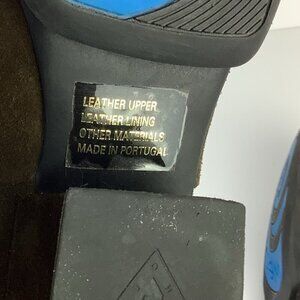 LEATHER UPPER
LEATHER LINING
OTHER MATERIALS
MADE IN PORTUGAL